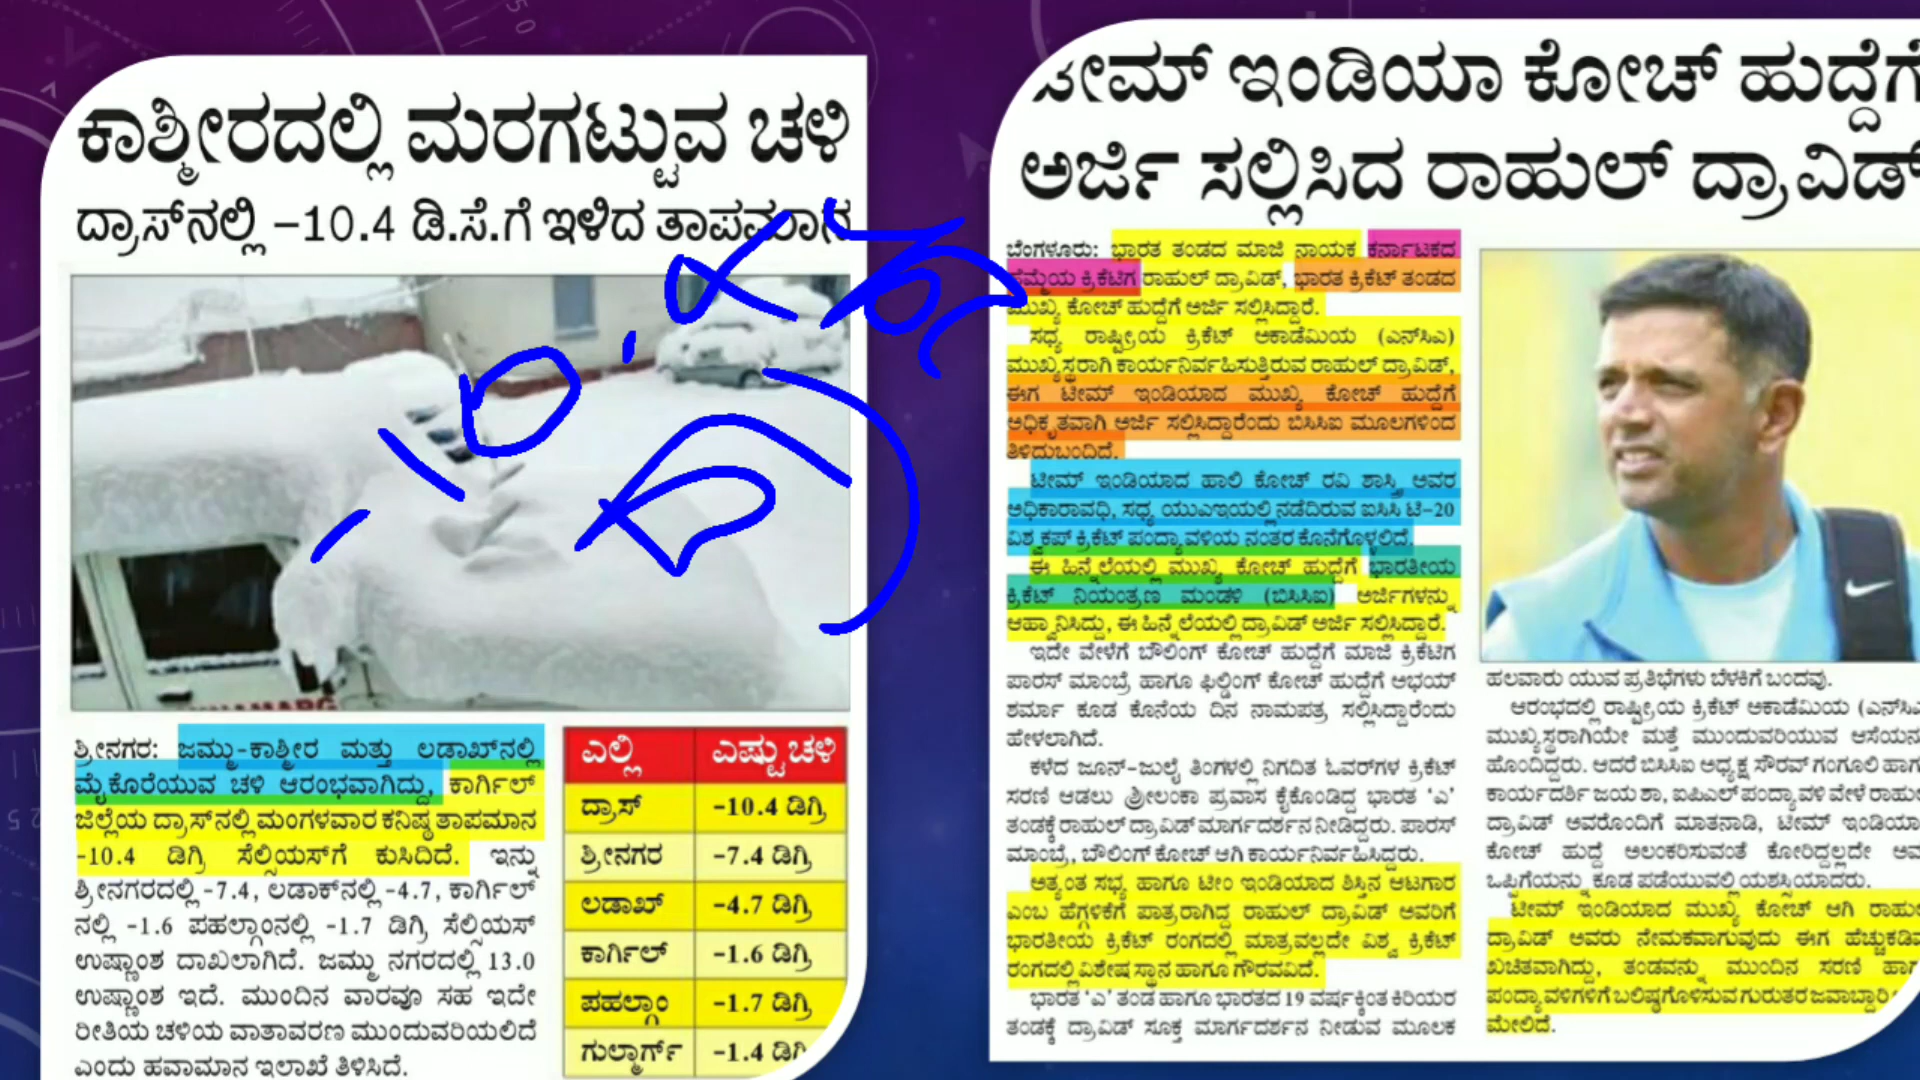 ಕಾಶ್ಮೀರದಲ್ಲಿ ಮರಗಟ್ಟುವ ಚಳಿ
ದ್ರಾಸ್‌ನಲ್ಲಿ -10.4 ಡಿ.ಸೆ.ಗೆ ಇಳಿದ ತಾಪಮಾನ
ಶ್ರೀನಗರ: ಜಮ್ಮು-ಕಾಶ್ಮೀರ ಮತ್ತು ಲಡಾಖ್‌ನಲ್ಲಿ
ಮೈಕೊರೆಯುವ ಚಳಿ ಆರಂಭವಾಗಿದ್ದು, ಕಾರ್ಗಿಲ್
ಜಿಲ್ಲೆಯ ದ್ರಾಸ್‌ನಲ್ಲಿ ಮಂಗಳವಾರ ಕನಿಷ್ಠ ತಾಪಮಾನ
-10.4 ಡಿಗ್ರಿ ಸೆಲ್ಸಿಯಸ್‌ಗೆ ಕುಸಿದಿದೆ. ಇನ್ನು
ಶ್ರೀನಗರದಲ್ಲಿ -7.4, ಲಡಾಕ್‌ನಲ್ಲಿ -4.7, ಕಾರ್ಗಿಲ್
ನಲ್ಲಿ -1.6 ಪಹಲ್ಗಾಂನಲ್ಲಿ -1.7 ಡಿಗ್ರಿ ಸೆಲ್ಸಿಯಸ್
ಉಷ್ಣಾಂಶ ದಾಖಲಾಗಿದೆ. ಜಮ್ಮು ನಗರದಲ್ಲಿ 13.0
ಉಷ್ಣಾಂಶ ಇದೆ. ಮುಂದಿನ ವಾರವೂ ಸಹ ಇದೇ
ರೀತಿಯ ಚಳಿಯ ವಾತಾವರಣ ಮುಂದುವರಿಯಲಿದೆ
ಎಂದು ಹವಾಮಾನ ಇಲಾಖೆ ತಿಳಿಸಿದೆ.
ಎಲ್ಲಿ ಎಷ್ಟು ಚಳಿ
ದ್ರಾಸ್ -10.4 ಡಿಗ್ರಿ
ಶ್ರೀನಗರ -7.4 ಡಿಗ್ರಿ
ಲಡಾಖ್ -4.7 ಡಿಗ್ರಿ
ಕಾರ್ಗಿಲ್ -1.6 ಡಿಗ್ರಿ
ಪಹಲ್ಗಾಂ -1.7 ಡಿಗ್ರಿ
ಗುಲ್ಮಾರ್ಗ್ -1.4 ಡಿಗ್ರಿ
ಟೀಮ್ ಇಂಡಿಯಾ ಕೋಚ್ ಹುದ್ದೆಗೆ
ಅರ್ಜಿ ಸಲ್ಲಿಸಿದ ರಾಹುಲ್ ದ್ರಾವಿಡ್
ಬೆಂಗಳೂರು: ಭಾರತ ತಂಡದ ಮಾಜಿ ನಾಯಕ ಕರ್ನಾಟಕದ
ಹೆಮ್ಮೆಯ ಕ್ರಿಕೆಟಿಗ ರಾಹುಲ್ ದ್ರಾವಿಡ್, ಭಾರತ ಕ್ರಿಕೆಟ್ ತಂಡದ
ಮುಖ್ಯ ಕೋಚ್ ಹುದ್ದೆಗೆ ಅರ್ಜಿ ಸಲ್ಲಿಸಿದ್ದಾರೆ.
ಸಧ್ಯ ರಾಷ್ಟ್ರೀಯ ಕ್ರಿಕೆಟ್ ಅಕಾಡೆಮಿಯ (ಎನ್‌ಸಿಎ)
ಮುಖ್ಯಸ್ಥರಾಗಿ ಕಾರ್ಯನಿರ್ವಹಿಸುತ್ತಿರುವ ರಾಹುಲ್ ದ್ರಾವಿಡ್,
ಈಗ ಟೀಮ್ ಇಂಡಿಯಾದ ಮುಖ್ಯ ಕೋಚ್ ಹುದ್ದೆಗೆ
ಅಧಿಕೃತವಾಗಿ ಅರ್ಜಿ ಸಲ್ಲಿಸಿದ್ದಾರೆಂದು ಬಿಸಿಸಿಐ ಮೂಲಗಳಿಂದ
ತಿಳಿದುಬಂದಿದೆ.
ಟೀಮ್ ಇಂಡಿಯಾದ ಹಾಲಿ ಕೋಚ್ ರವಿ ಶಾಸ್ತ್ರಿ ಅವರ
ಅಧಿಕಾರಾವಧಿ, ಸಧ್ಯ ಯುಎಇಯಲ್ಲಿ ನಡೆದಿರುವ ಐಸಿಸಿ ಟಿ-20
ವಿಶ್ವಕಪ್ ಕ್ರಿಕೆಟ್ ಪಂದ್ಯಾವಳಿಯ ನಂತರ ಕೊನೆಗೊಳ್ಳಲಿದೆ.
ಈ ಹಿನ್ನೆಲೆಯಲ್ಲಿ ಮುಖ್ಯ ಕೋಚ್ ಹುದ್ದೆಗೆ ಭಾರತೀಯ
ಕ್ರಿಕೆಟ್ ನಿಯಂತ್ರಣ ಮಂಡಳಿ (ಬಿಸಿಸಿಐ) ಅರ್ಜಿಗಳನ್ನು
ಆಹ್ವಾನಿಸಿದ್ದು, ಈ ಹಿನ್ನೆಲೆಯಲ್ಲಿ ದ್ರಾವಿಡ್ ಅರ್ಜಿ ಸಲ್ಲಿಸಿದ್ದಾರೆ.
ಇದೇ ವೇಳೆಗೆ ಬೌಲಿಂಗ್ ಕೋಚ್ ಹುದ್ದೆಗೆ ಮಾಜಿ ಕ್ರಿಕೆಟಿಗ
ಪಾರಸ್ ಮಾಂಬ್ರೆ ಹಾಗೂ ಫಿಲ್ಡಿಂಗ್ ಕೋಚ್ ಹುದ್ದೆಗೆ ಅಭಯ್
ಶರ್ಮಾ ಕೂಡ ಕೊನೆಯ ದಿನ ನಾಮಪತ್ರ ಸಲ್ಲಿಸಿದ್ದಾರೆಂದು
ಹೇಳಲಾಗಿದೆ.
ಕಳೆದ ಜೂನ್-ಜುಲೈ ತಿಂಗಳಲ್ಲಿ ನಿಗದಿತ ಓವರ್‌ಗಳ ಕ್ರಿಕೆಟ್
ಸರಣಿ ಆಡಲು ಶ್ರೀಲಂಕಾ ಪ್ರವಾಸ ಕೈಕೊಂಡಿದ್ದ ಭಾರತ 'ಎ'
ತಂಡಕ್ಕೆ ರಾಹುಲ್ ದ್ರಾವಿಡ್ ಮಾರ್ಗದರ್ಶನ ನೀಡಿದ್ದರು. ಪಾರಸ್
ಮಾಂಬ್ರೆ, ಬೌಲಿಂಗ್ ಕೋಚ್ ಆಗಿ ಕಾರ್ಯನಿರ್ವಹಿಸಿದ್ದರು.
ಅತ್ಯಂತ ಸಭ್ಯ ಹಾಗೂ ಟೀಂ ಇಂಡಿಯಾದ ಶಿಸ್ತಿನ ಆಟಗಾರ
ಎಂಬ ಹೆಗ್ಗಳಿಕೆಗೆ ಪಾತ್ರರಾಗಿದ್ದ ರಾಹುಲ್ ದ್ರಾವಿಡ್ ಅವರಿಗೆ
ಭಾರತೀಯ ಕ್ರಿಕೆಟ್ ರಂಗದಲ್ಲಿ ಮಾತ್ರವಲ್ಲದೇ ವಿಶ್ವ ಕ್ರಿಕೆಟ್
ರಂಗದಲ್ಲಿ ವಿಶೇಷ ಸ್ಥಾನ ಹಾಗೂ ಗೌರವವಿದೆ.
ಭಾರತ 'ಎ' ತಂಡ ಹಾಗೂ ಭಾರತದ 19 ವರ್ಷಕ್ಕಿಂತ ಕಿರಿಯರ
ತಂಡಕ್ಕೆ ದ್ರಾವಿಡ್ ಸೂಕ್ತ ಮಾರ್ಗದರ್ಶನ ನೀಡುವ ಮೂಲಕ
ಹಲವಾರು ಯುವ ಪ್ರತಿಭೆಗಳು ಬೆಳಕಿಗೆ ಬಂದವು.
ಆರಂಭದಲ್ಲಿ ರಾಷ್ಟ್ರೀಯ ಕ್ರಿಕೆಟ್ ಅಕಾಡೆಮಿಯ
ಮುಖ್ಯಸ್ಥರಾಗಿಯೇ ಮತ್ತೆ ಮುಂದುವರಿಯುವ
ಹೊಂದಿದ್ದರು. ಆದರೆ ಬಿಸಿಸಿಐ ಅಧ್ಯಕ್ಷ ಸೌರವ್ ಗಂಗೂಲಿ
ಕಾರ್ಯದರ್ಶಿ ಜಯ ಶಾ, ಐಪಿಎಲ್ ಪಂದ್ಯಾವಳಿ ವೇಳೆ
ದ್ರಾವಿಡ್ ಅವರೊಂದಿಗೆ ಮಾತನಾಡಿ, ಟೀಮ್ ಇಂಡಿಯಾ
ಕೋಚ್ ಹುದ್ದೆ ಅಲಂಕರಿಸುವಂತೆ ಕೋರಿದ್ದಲ್ಲದೇ
ಒಪ್ಪಿಗೆಯನ್ನು ಕೂಡ ಪಡೆಯುವಲ್ಲಿ ಯಶಸ್ವಿಯಾದರು.
ಟೀಮ್ ಇಂಡಿಯಾದ ಮುಖ್ಯ ಕೋಚ್ ಆಗಿ
ದ್ರಾವಿಡ್ ಅವರು ನೇಮಕವಾಗುವುದು ಈಗ
ಖಚಿತವಾಗಿದ್ದು, ತಂಡವನ್ನು ಮುಂದಿನ ಸರಣಿ
ಪಂದ್ಯಾವಳಿಗಳಿಗೆ ಬಲಿಷ್ಠಗೊಳಿಸುವ ಗುರುತರ ಜವಾಬ್ದಾರಿ
ಮೇಲಿದೆ.